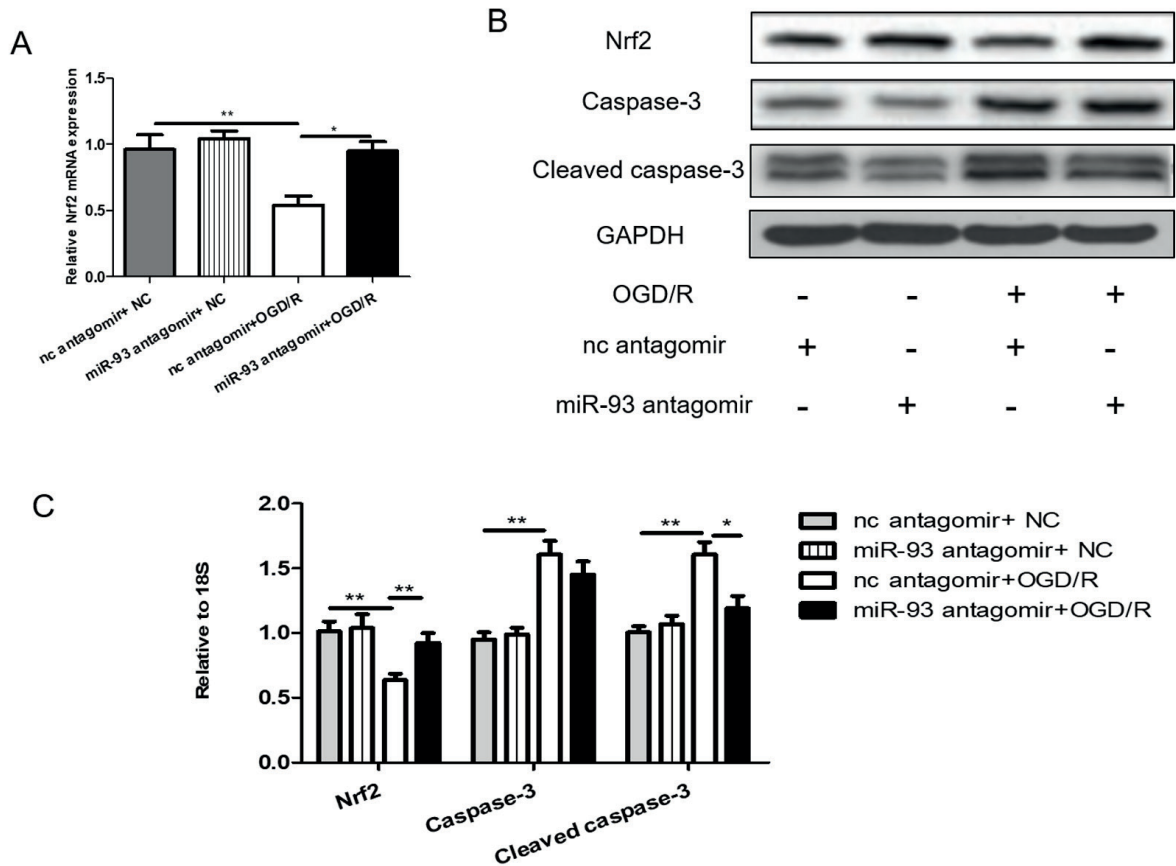 A
Relative Nrf2 mRNA expression
1.5
1.0
0.5
0.0
**
*
nc antagomir+ NC
miR-93 antagomir+ NC
nc antagomir+OGD/R
miR-93 antagomir+OGD/R
B
Nrf2
Caspase-3
Cleaved caspase-3
GAPDH
OGD/R - - + +
nc antagomir + - + -
miR-93 antagomir - + - +
C
Relative to 18S
2.0
1.5
1.0
0.5
0.0
** **
**
** *
Nrf2
Caspase-3
Cleaved caspase-3
nc antagomir+ NC
miR-93 antagomir+ NC
nc antagomir+OGD/R
miR-93 antagomir+OGD/R